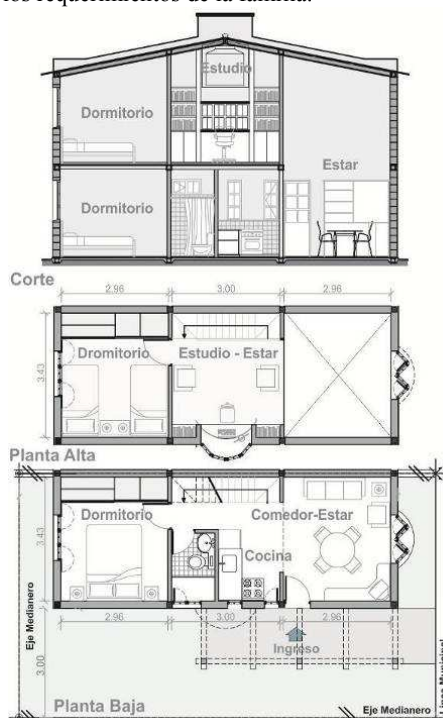 los requerimientos de la familia.
Estudio
Dormitorio
Estar
Dormitorio
Corte
2.96 3.00 2.96
3.43
Dromitorio Estudio - Estar
Planta Alta
3.43
Dormitorio Comedor-Estar
Cocina
2.96 3.00 2.96
Eje Medianero
3.00
Ingreso
Línea Municipal
Planta Baja
Eje Medianero